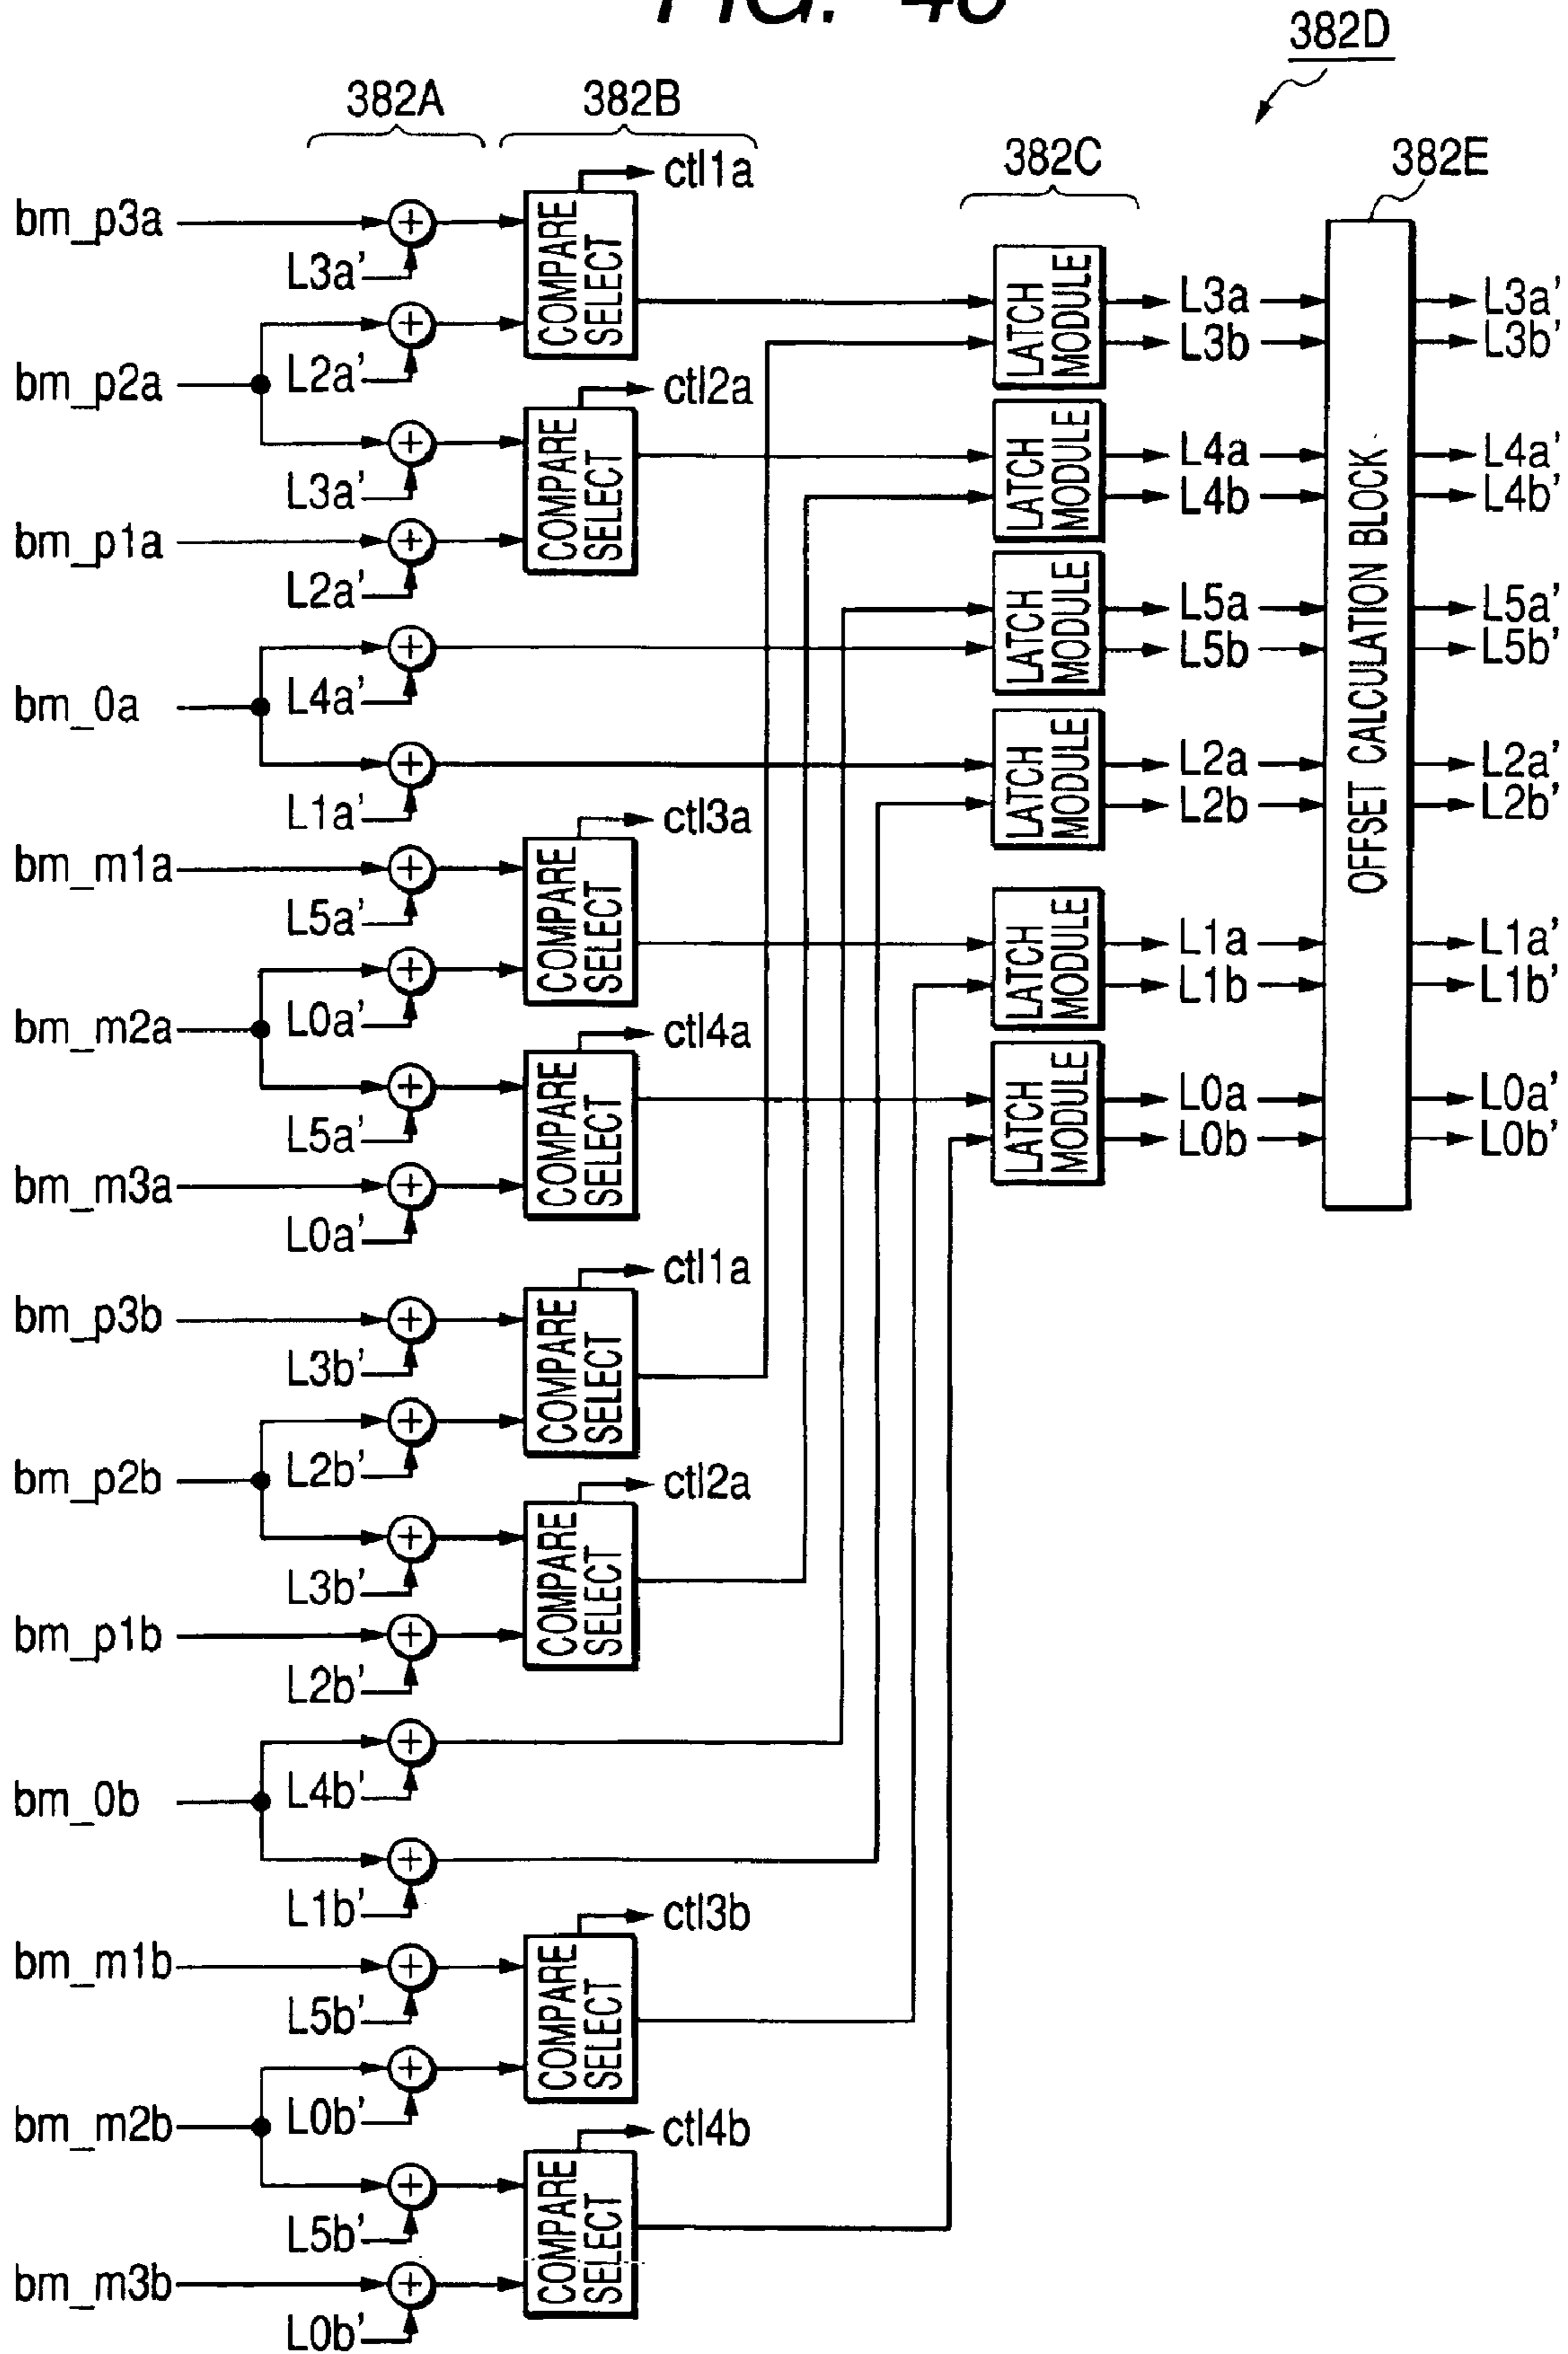 382D
382A
382B
382C
382E
ctl1a
bm_p3a
L3a'
COMPARE
SELECT
LATCH
MODULE
L3a
L3a'
L3b
L3b'
L2a'
bm_p2a
ctl2a
L3a'
COMPARE
SELECT
LATCH
MODULE
L4a
L4a'
L4b
L4b'
bm_p1a
L2a'
LATCH
MODULE
L5a
L5a'
L5b
L5b'
OFFSET CALCULATION BLOCK
bm_0a
L4a'
L1a'
LATCH
MODULE
L2a
L2a'
L2b
L2b'
ctl3a
bm_m1a
L5a'
COMPARE
SELECT
LATCH
MODULE
L1a
L1a'
L1b
L1b'
L0a'
bm_m2a
ctl4a
L5a'
COMPARE
SELECT
LATCH
MODULE
L0a
L0a'
L0b
L0b'
bm_m3a
L0a'
ctl1a
bm_p3b
L3b'
COMPARE
SELECT
L2b'
bm_p2b
ctl2a
L3b'
COMPARE
SELECT
bm_p1b
L2b'
L4b'
bm_0b
L1b'
ctl3b
bm_m1b
L5b'
COMPARE
SELECT
L0b'
bm_m2b
ctl4b
L5b'
COMPARE
SELECT
bm_m3b
L0b'